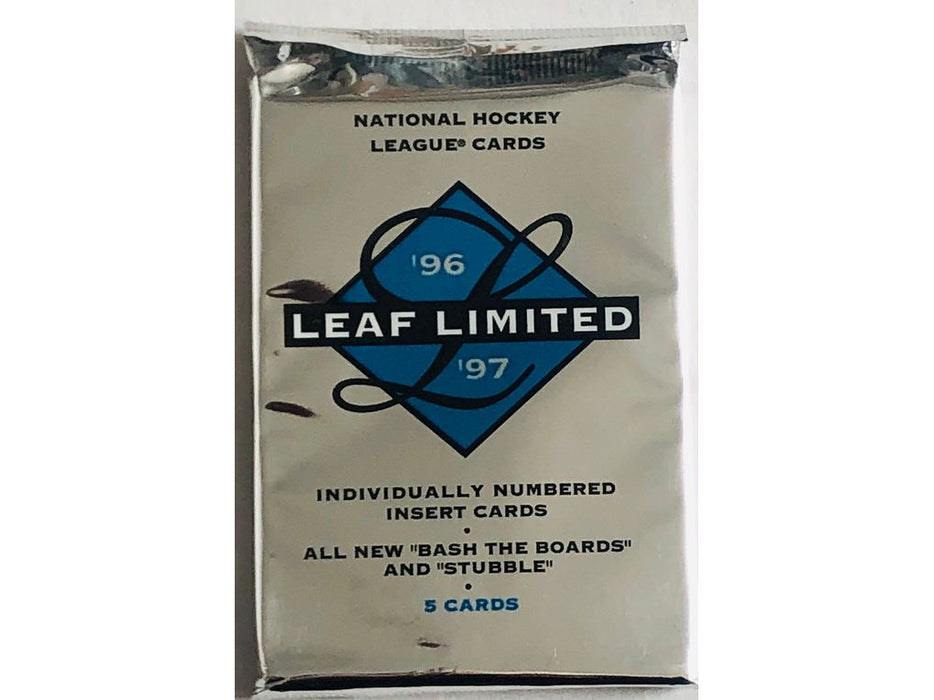 NATIONAL HOCKEY
LEAGUE® CARDS
'96
LEAF LIMITED
'97
INDIVIDUALLY NUMBERED
INSERT CARDS
•
ALL NEW "BASH THE BOARDS"
AND "STUBBLE"
•
5 CARDS